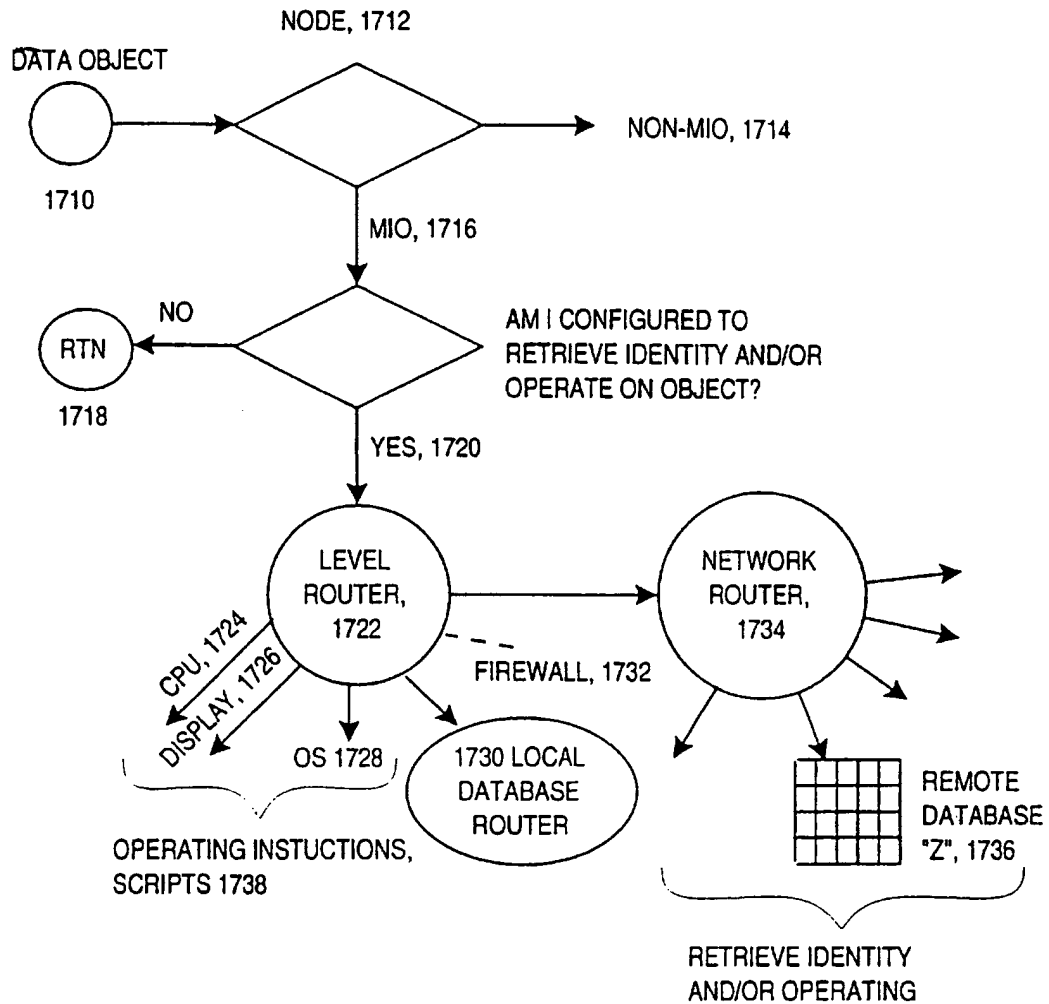 NODE, 1712
DATA OBJECT
NON-MIO, 1714
1710
MIO, 1716
NO
RTN
1718
AM I CONFIGURED TO
RETRIEVE IDENTITY AND/OR
OPERATE ON OBJECT?
YES, 1720
LEVEL
ROUTER,
1722
NETWORK
ROUTER,
1734
CPU, 1724
DISPLAY, 1726
FIREWALL, 1732
OS 1728
1730 LOCAL
DATABASE
ROUTER
REMOTE
DATABASE
"Z", 1736
OPERATING INSTUCTIONS,
SCRIPTS 1738
RETRIEVE IDENTITY
AND/OR OPERATING